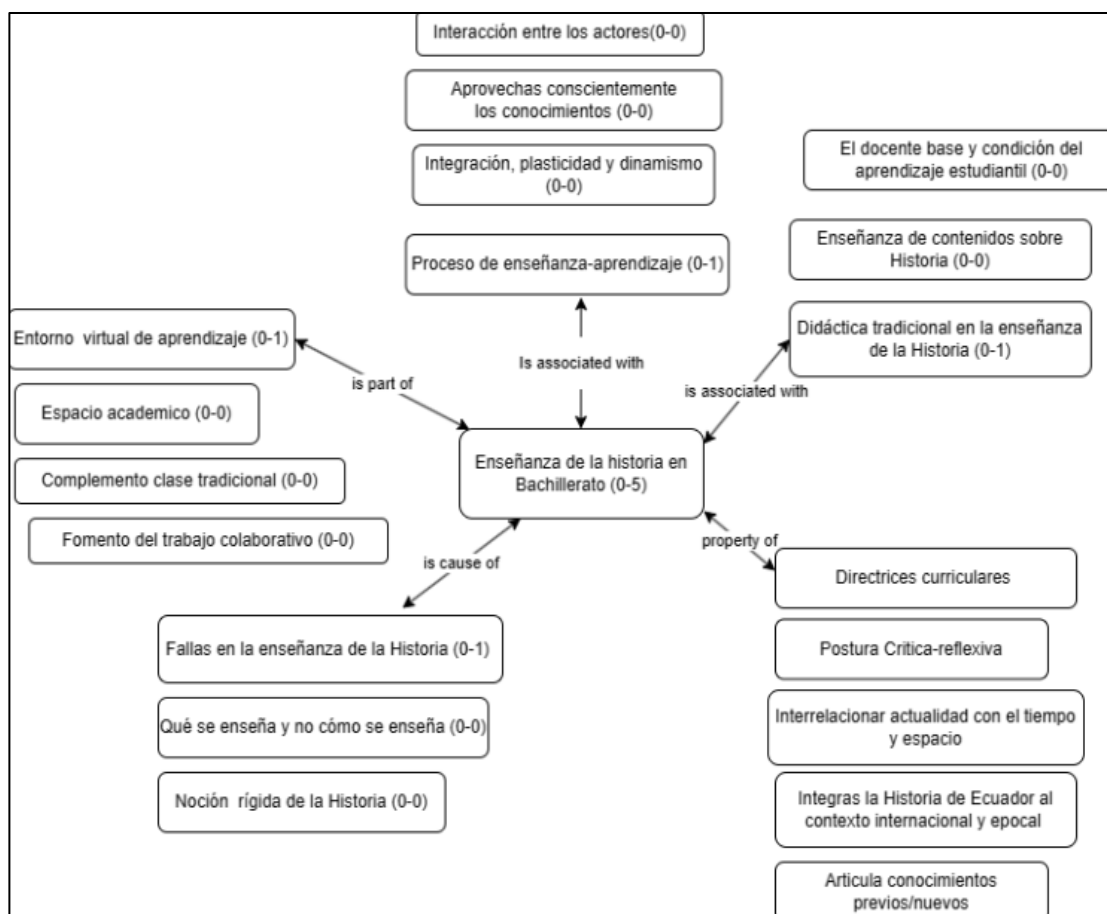 Interacción entre los actores(0-0)
Aprovechas conscientemente
los conocimientos (0-0)
Integración, plasticidad y dinamismo
(0-0)
Proceso de enseñanza-aprendizaje (0-1)
El docente base y condición del
aprendizaje estudiantil (0-0)
Enseñanza de contenidos sobre
Historia (0-0)
Didáctica tradicional en la enseñanza
de la Historia (0-1)
Entorno virtual de aprendizaje (0-1)
Espacio academico (0-0)
Complemento clase tradicional (0-0)
Fomento del trabajo colaborativo (0-0)
is part of
Is associated with
is associated with
Enseñanza de la historia en
Bachillerato (0-5)
is cause of
property of
Fallas en la enseñanza de la Historia (0-1)
Qué se enseña y no cómo se enseña (0-0)
Noción rígida de la Historia (0-0)
Directrices curriculares
Postura Critica-reflexiva
Interrelacionar actualidad con el tiempo
y espacio
Integras la Historia de Ecuador al
contexto internacional y epocal
Articula conocimientos
previos/nuevos